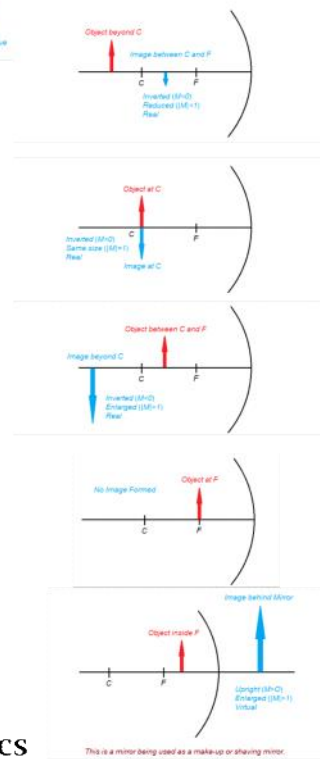 Object beyond C
Image between C and F
C
F
Inverted (M<0)
Reduced (|M|<1)
Real
Object at C
C
F
Inverted (M<0)
Same size (|M|=1)
Real
Image at C
Object between C and F
Image beyond C
C
F
Inverted (M<0)
Enlarged (|M|>1)
Real
Object at F
No Image Formed
C
F
Image behind Mirror
Object inside F
C
F
Upright (M>0)
Enlarged (|M|>1)
Virtual
cs
This is a mirror being used as a make-up or shaving mirror.